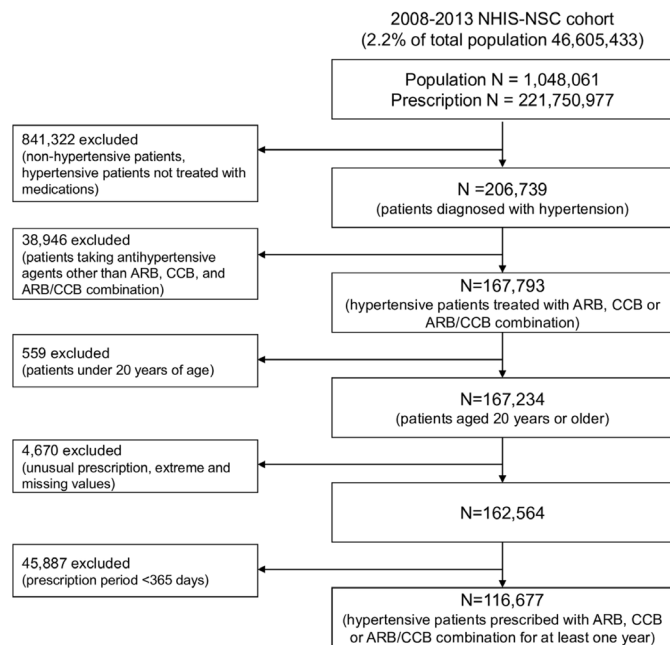 2008-2013 NHIS-NSC cohort
(2.2% of total population 46,605,433)
Population N = 1,048,061
Prescription N = 221,750,977
841,322 excluded
(non-hypertensive patients,
hypertensive patients not treated with
medications)
N =206,739
(patients diagnosed with hypertension)
38,946 excluded
(patients taking antihypertensive
agents other than ARB, CCB, and
ARB/CCB combination)
N=167,793
(hypertensive patients treated with ARB, CCB or
ARB/CCB combination)
559 excluded
(patients under 20 years of age)
N=167,234
(patients aged 20 years or older)
4,670 excluded
(unusual prescription, extreme and
missing values)
N=162,564
45,887 excluded
(prescription period <365 days)
N=116,677
(hypertensive patients prescribed with ARB, CCB
or ARB/CCB combination for at least one year)